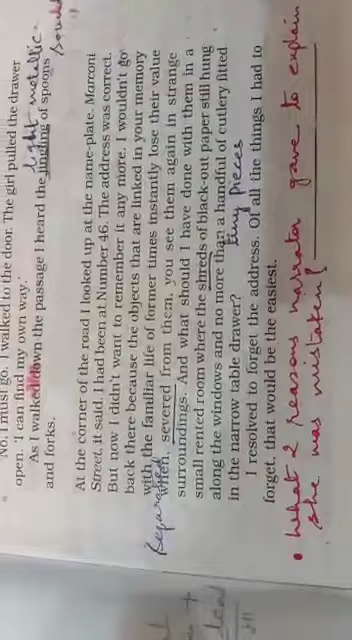 No. I must go.' I walked to the door. The girl pulled the drawer
open. 'I can find my own way.'
light metallic sound
As I walked down the passage I heard the jingling of spoons
and forks.
At the corner of the road I looked up at the name-plate. Marconi
Street, it said. I had been at Number 46. The address was correct.
But now I didn't want to remember it any more. I wouldn't go
back there because the objects that are linked in your memory
with the familiar life of former times instantly lose their value
Separated
when, severed from them, you see them again in strange
surroundings. And what should I have done with them in a
small rented room where the shreds of black-out paper still hung
along the windows and no more than a handful of cutlery fitted
in the narrow table drawer?
tiny pieces
I resolved to forget the address. Of all the things I had to
forget, that would be the easiest.
• What 2 reasons narrator gave to explain
she was mistaken?